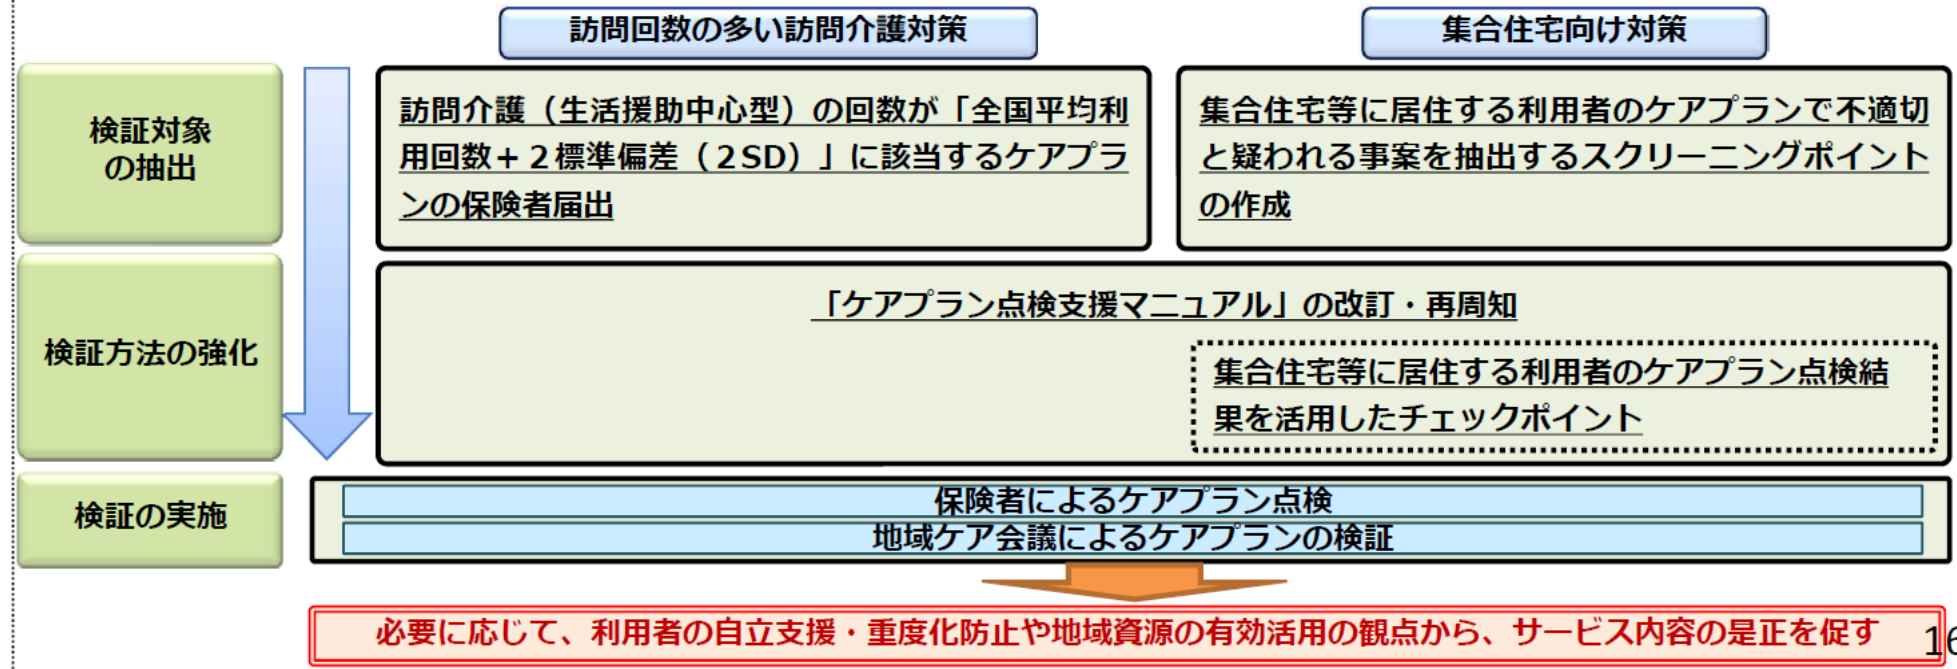 訪問回数の多い訪問介護対策
集合住宅向け対策
検証対象
の抽出
訪問介護（生活援助中心型）の回数が「全国平均利
用回数＋２標準偏差（２SD）」に該当するケアプラ
ンの保険者届出
集合住宅等に居住する利用者のケアプランで不適切
と疑われる事案を抽出するスクリーニングポイント
の作成
検証方法の強化
「ケアプラン点検支援マニュアル」の改訂・再周知
集合住宅等に居住する利用者のケアプラン点検結
果を活用したチェックポイント
検証の実施
保険者によるケアプラン点検
地域ケア会議によるケアプランの検証
必要に応じて、利用者の自立支援・重度化防止や地域資源の有効活用の観点から、サービス内容の是正を促す
16